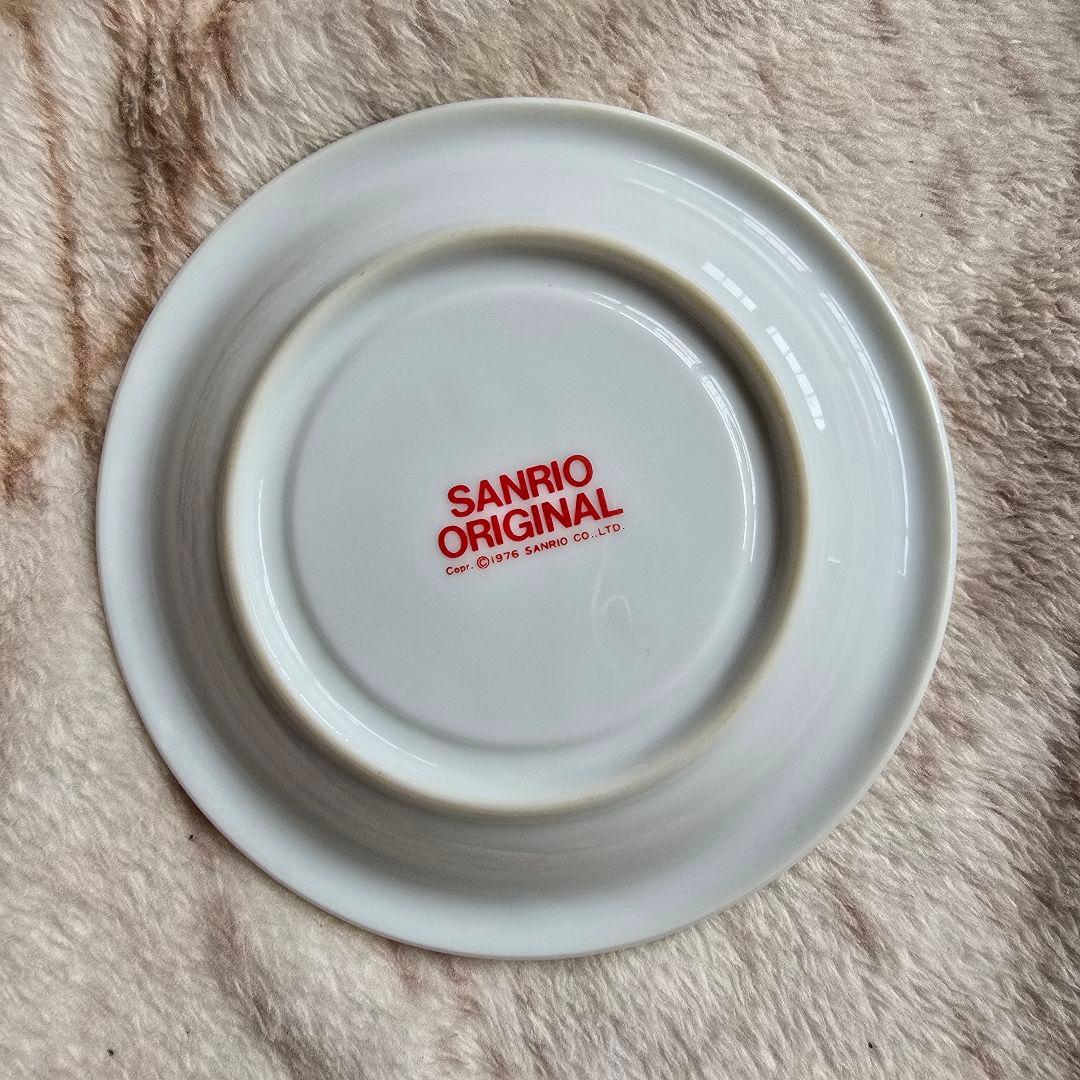 SANRIO
ORIGINAL
Copr. ©1976 SANRIO CO.,LTD.